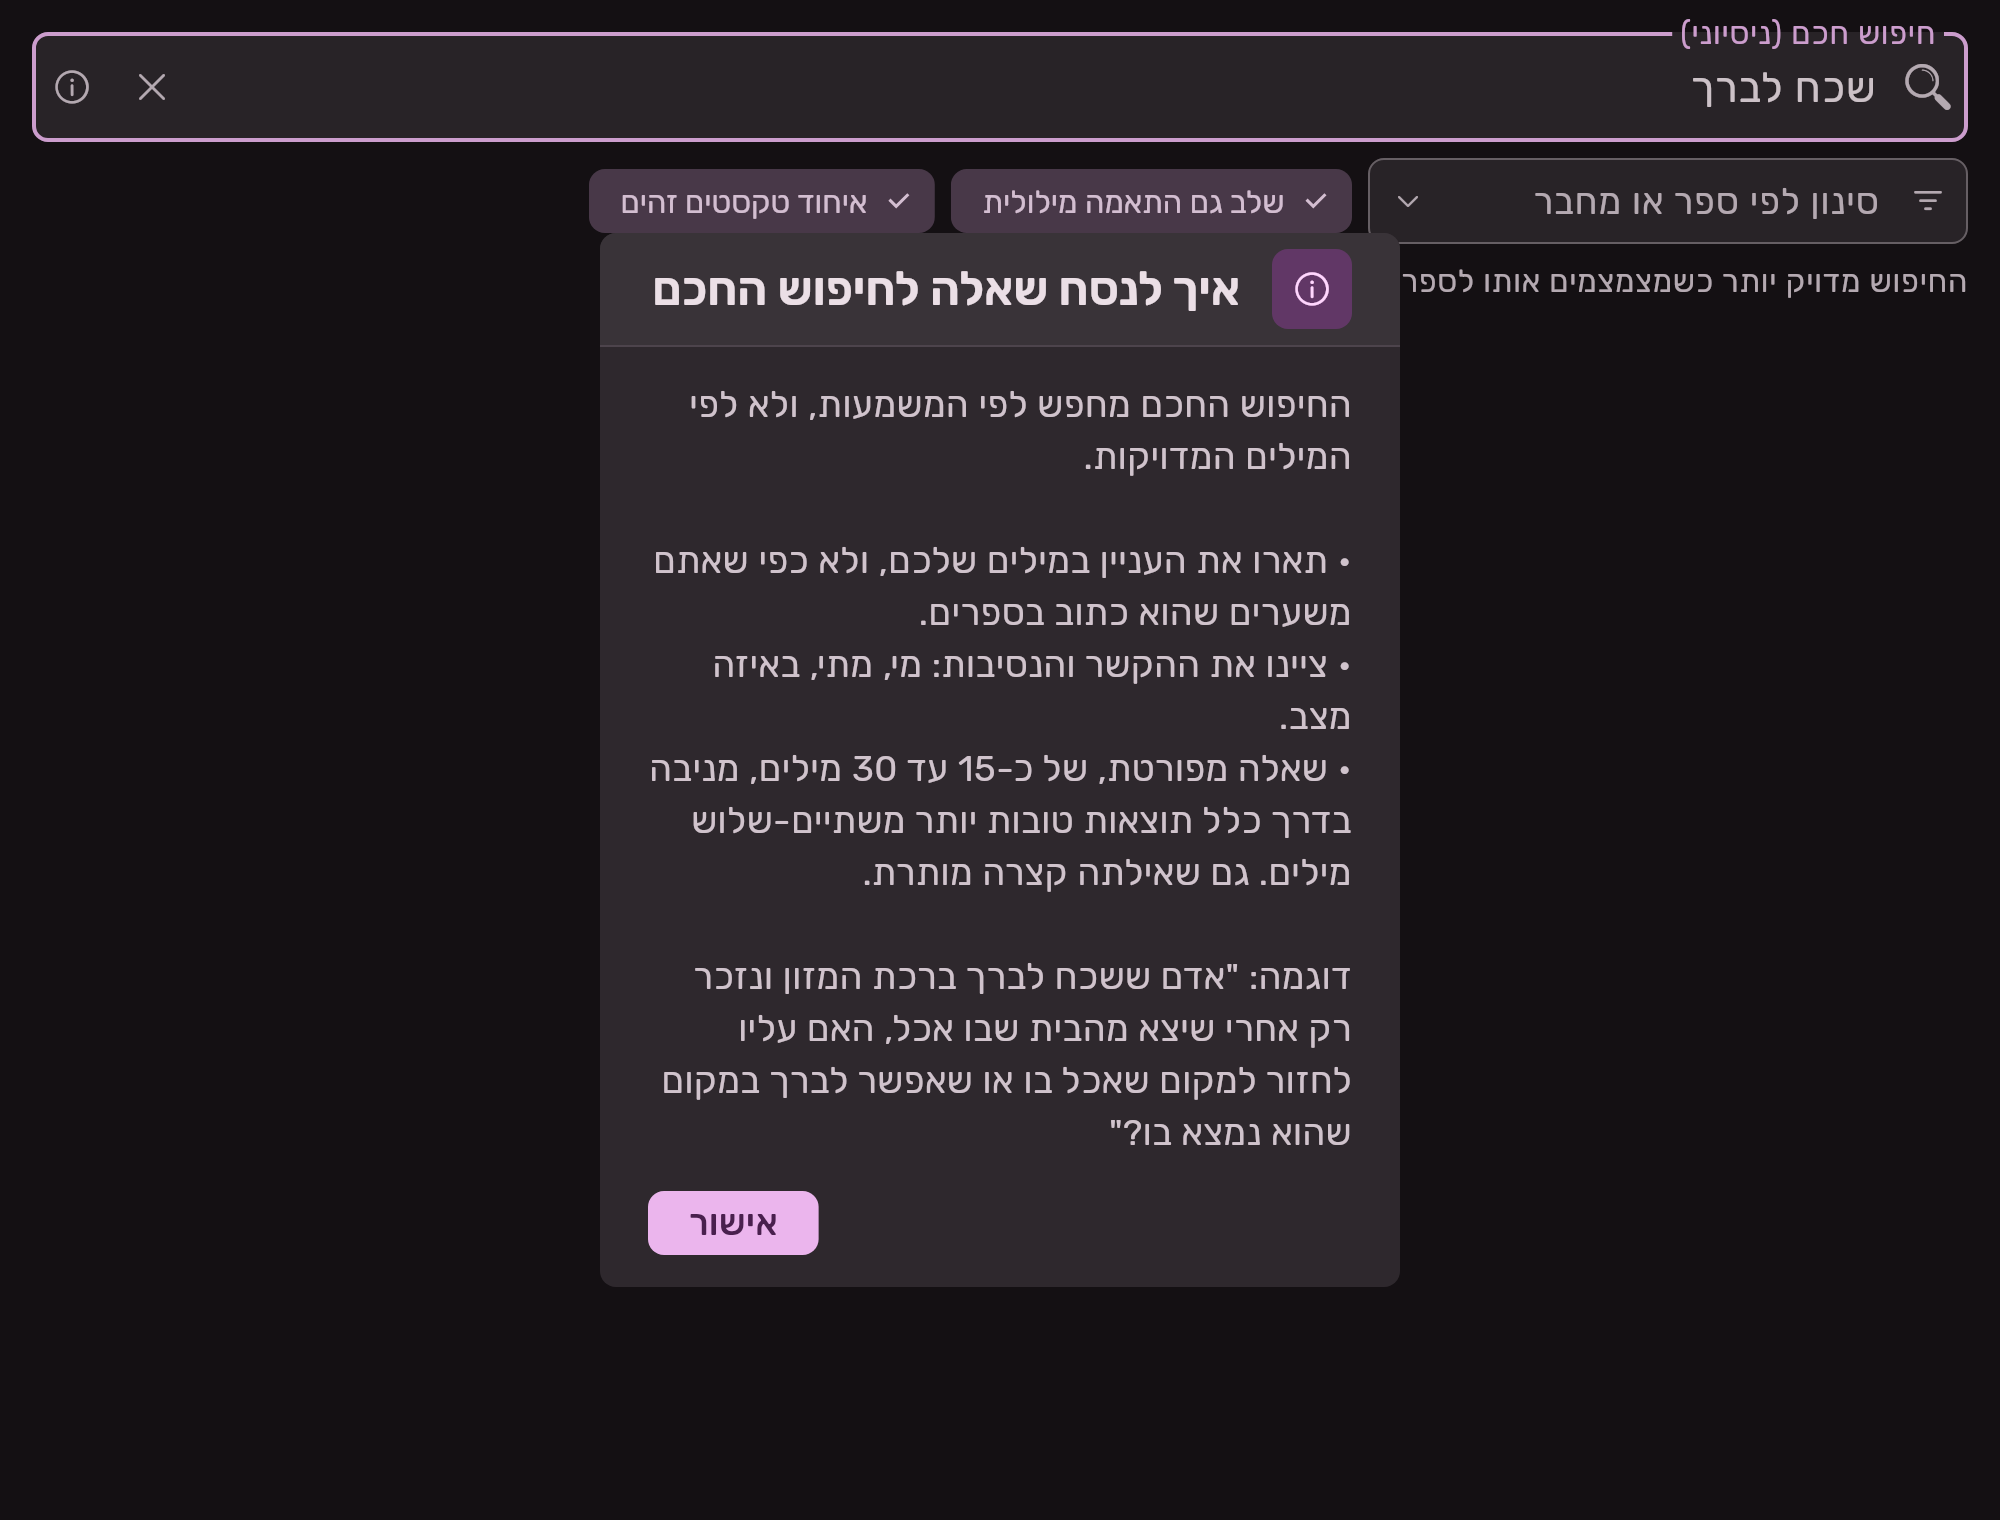 חיפוש חכם (ניסיוני)
שכח לברך
סינון לפי ספר או מחבר
שלב גם התאמה מילולית
איחוד טקסטים זהים
החיפוש מדויק יותר כשמצמצמים אותו לספר
איך לנסח שאלה לחיפוש החכם
החיפוש החכם מחפש לפי המשמעות, ולא לפי
המילים המדויקות.
• תארו את העניין במילים שלכם, ולא כפי שאתם
משערים שהוא כתוב בספרים.
• ציינו את ההקשר והנסיבות: מי, מתי, באיזה
מצב.
• שאלה מפורטת, של כ-15 עד 30 מילים, מניבה
בדרך כלל תוצאות טובות יותר משתיים-שלוש
מילים. גם שאילתה קצרה מותרת.
דוגמה: "אדם ששכח לברך ברכת המזון ונזכר
רק אחרי שיצא מהבית שבו אכל, האם עליו
לחזור למקום שאכל בו או שאפשר לברך במקום
שהוא נמצא בו?"
אישור